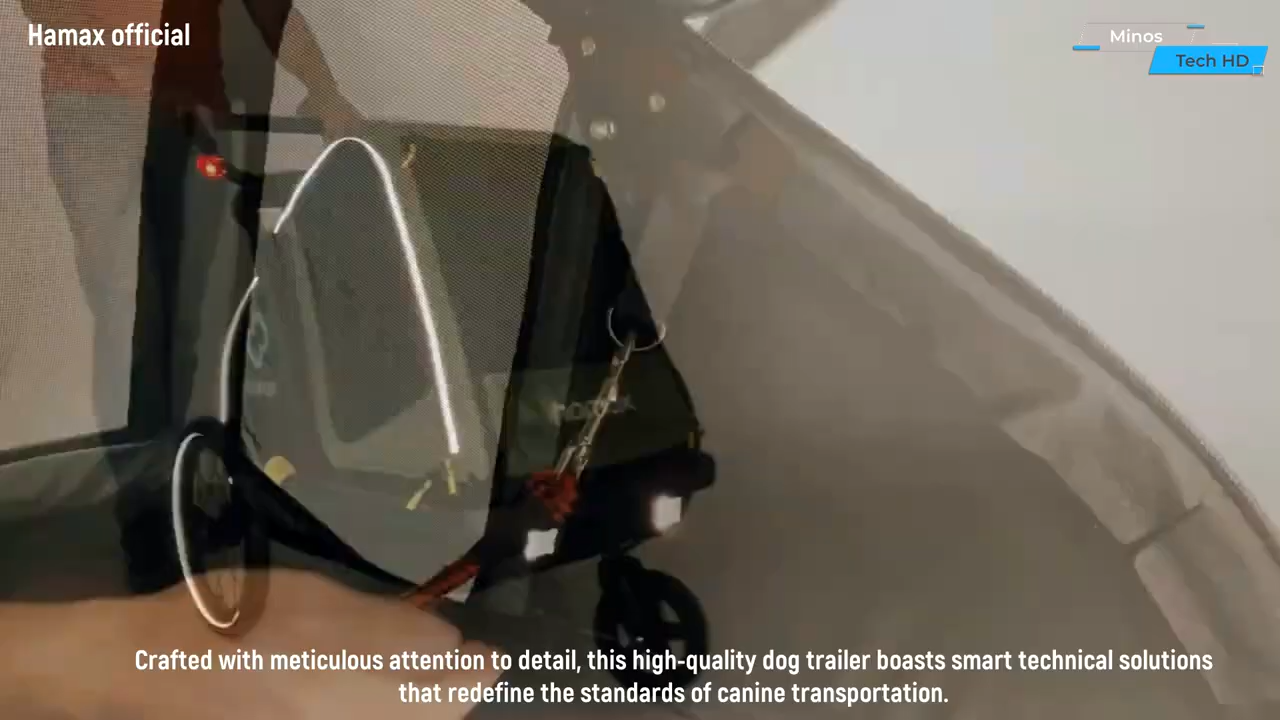 Hamax official
Minos
Tech HD
Crafted with meticulous attention to detail, this high-quality dog trailer boasts smart technical solutions
that redefine the standards of canine transportation.